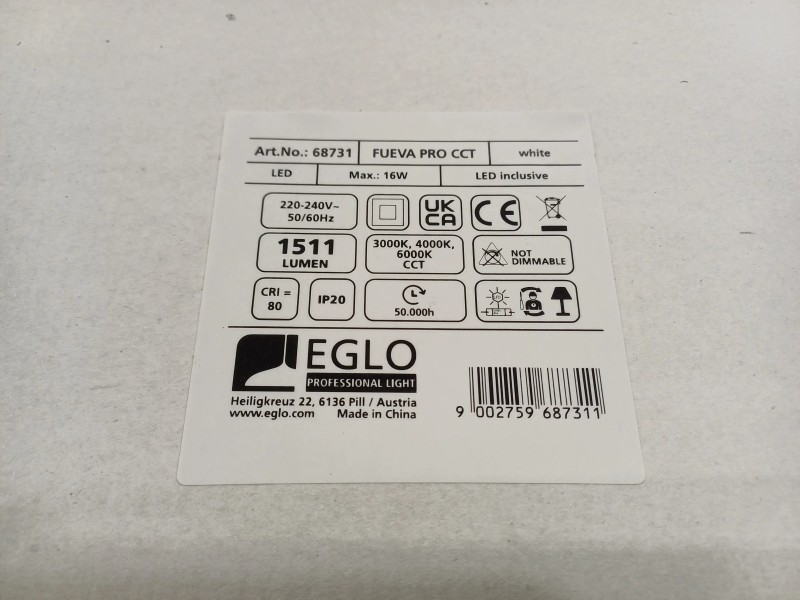 Art.No.: 68731 FUEVA PRO CCT white
LED Max.: 16W LED inclusive
220-240V~
50/60Hz
UK
CA
CE
1511
LUMEN
3000K, 4000K,
6000K
CCT
NOT
DIMMABLE
CRI =
80
IP20
50.000h
EGLO
PROFESSIONAL LIGHT
Heiligkreuz 22, 6136 Pill / Austria
www.eglo.com Made in China
9 002759 687311